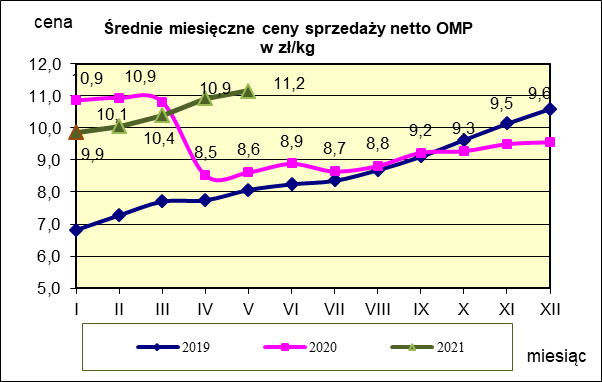 cena
Średnie miesięczne ceny sprzedaży netto OMP
w zł/kg
12,0
11,0
10,0
9,0
8,0
7,0
6,0
5,0
10,9 10,9 10,9 11,2
9,9 10,1 10,4 8,5 8,6 8,9 8,7 8,8 9,2 9,3 9,5 9,6
I II III IV V VI VII VIII IX X XI XII
2019 2020 2021
miesiąc